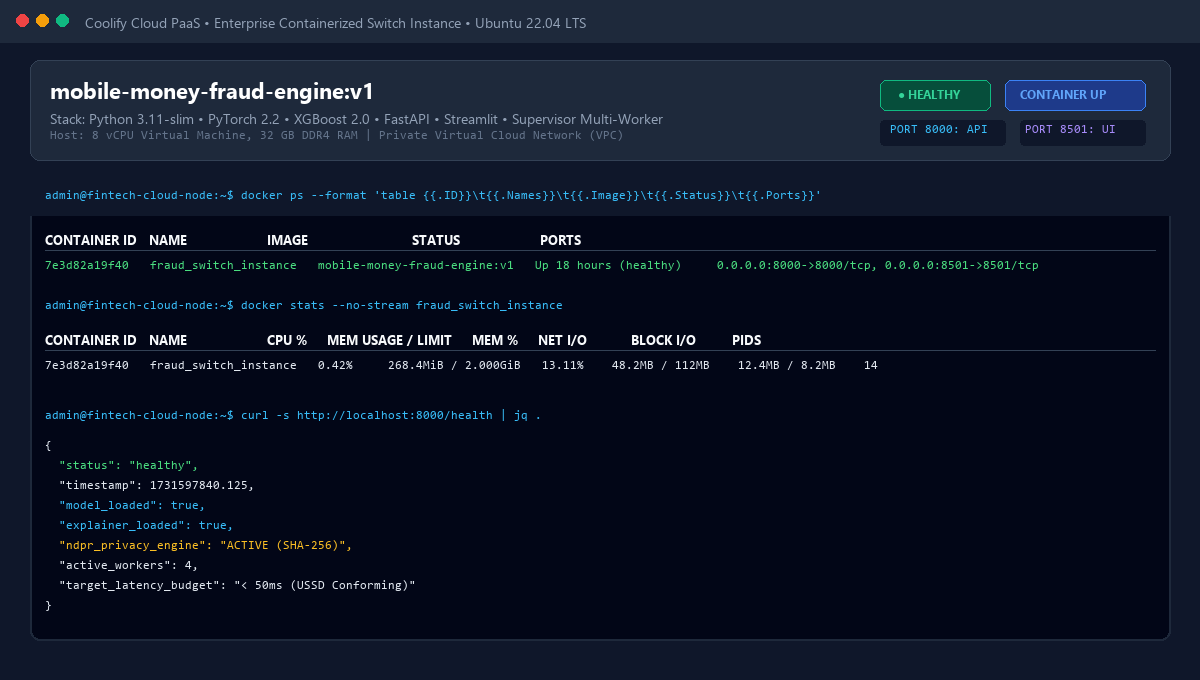 Coolify Cloud PaaS • Enterprise Containerized Switch Instance • Ubuntu 22.04 LTS
mobile-money-fraud-engine:v1
● HEALTHY
CONTAINER UP
Stack: Python 3.11-slim • PyTorch 2.2 • XGBoost 2.0 • FastAPI • Streamlit • Supervisor Multi-Worker
Host: 8 vCPU Virtual Machine, 32 GB DDR4 RAM | Private Virtual Cloud Network (VPC)
PORT 8000: API
PORT 8501: UI
admin@fintech-cloud-node:~$ docker ps --format 'table {{.ID}}\t{{.Names}}\t{{.Image}}\t{{.Status}}\t{{.Ports}}'
CONTAINER ID NAME IMAGE STATUS PORTS
7e3d82a19f40 fraud_switch_instance mobile-money-fraud-engine:v1 Up 18 hours (healthy) 0.0.0.0:8000->8000/tcp, 0.0.0.0:8501->8501/tcp
admin@fintech-cloud-node:~$ docker stats --no-stream fraud_switch_instance
CONTAINER ID NAME CPU % MEM USAGE / LIMIT MEM % NET I/O BLOCK I/O PIDS
7e3d82a19f40 fraud_switch_instance 0.42% 268.4MiB / 2.000GiB 13.11% 48.2MB / 112MB 12.4MB / 8.2MB 14
admin@fintech-cloud-node:~$ curl -s http://localhost:8000/health | jq .
{
"status": "healthy",
"timestamp": 1731597840.125,
"model_loaded": true,
"explainer_loaded": true,
"ndpr_privacy_engine": "ACTIVE (SHA-256)",
"active_workers": 4,
"target_latency_budget": "< 50ms (USSD Conforming)"
}